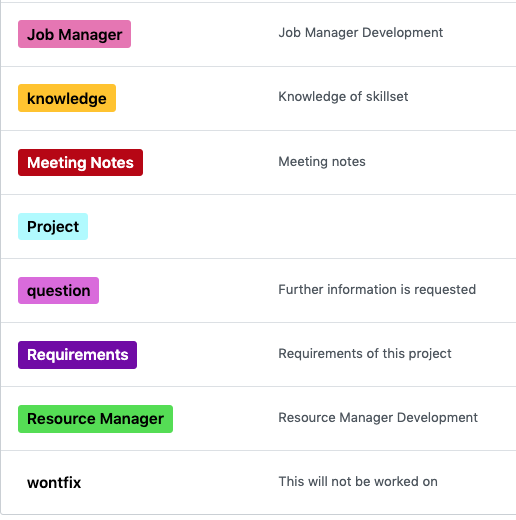 Job Manager Job Manager Development
knowledge Knowledge of skillset
Meeting Notes Meeting notes
Project
question Further information is requested
Requirements Requirements of this project
Resource Manager Resource Manager Development
wontfix This will not be worked on